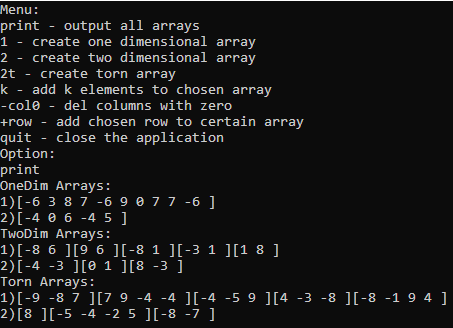 Menu:
print - output all arrays
1 - create one dimensional array
2 - create two dimensional array
2t - create torn array
k - add k elements to chosen array
-col0 - del columns with zero
+row - add chosen row to certain array
quit - close the application
Option:
print
OneDim Arrays:
1)[-6 3 8 7 -6 9 0 7 7 -6 ]
2)[-4 0 6 -4 5 ]
TwoDim Arrays:
1)[-8 6 ][9 6 ][-8 1 ][-3 1 ][1 8 ]
2)[-4 -3 ][0 1 ][8 -3 ]
Torn Arrays:
1)[-9 -8 7 ][7 9 -4 -4 ][-4 -5 9 ][4 -3 -8 ][-8 -1 9 4 ]
2)[8 ][-5 -4 -2 5 ][-8 -7 ]